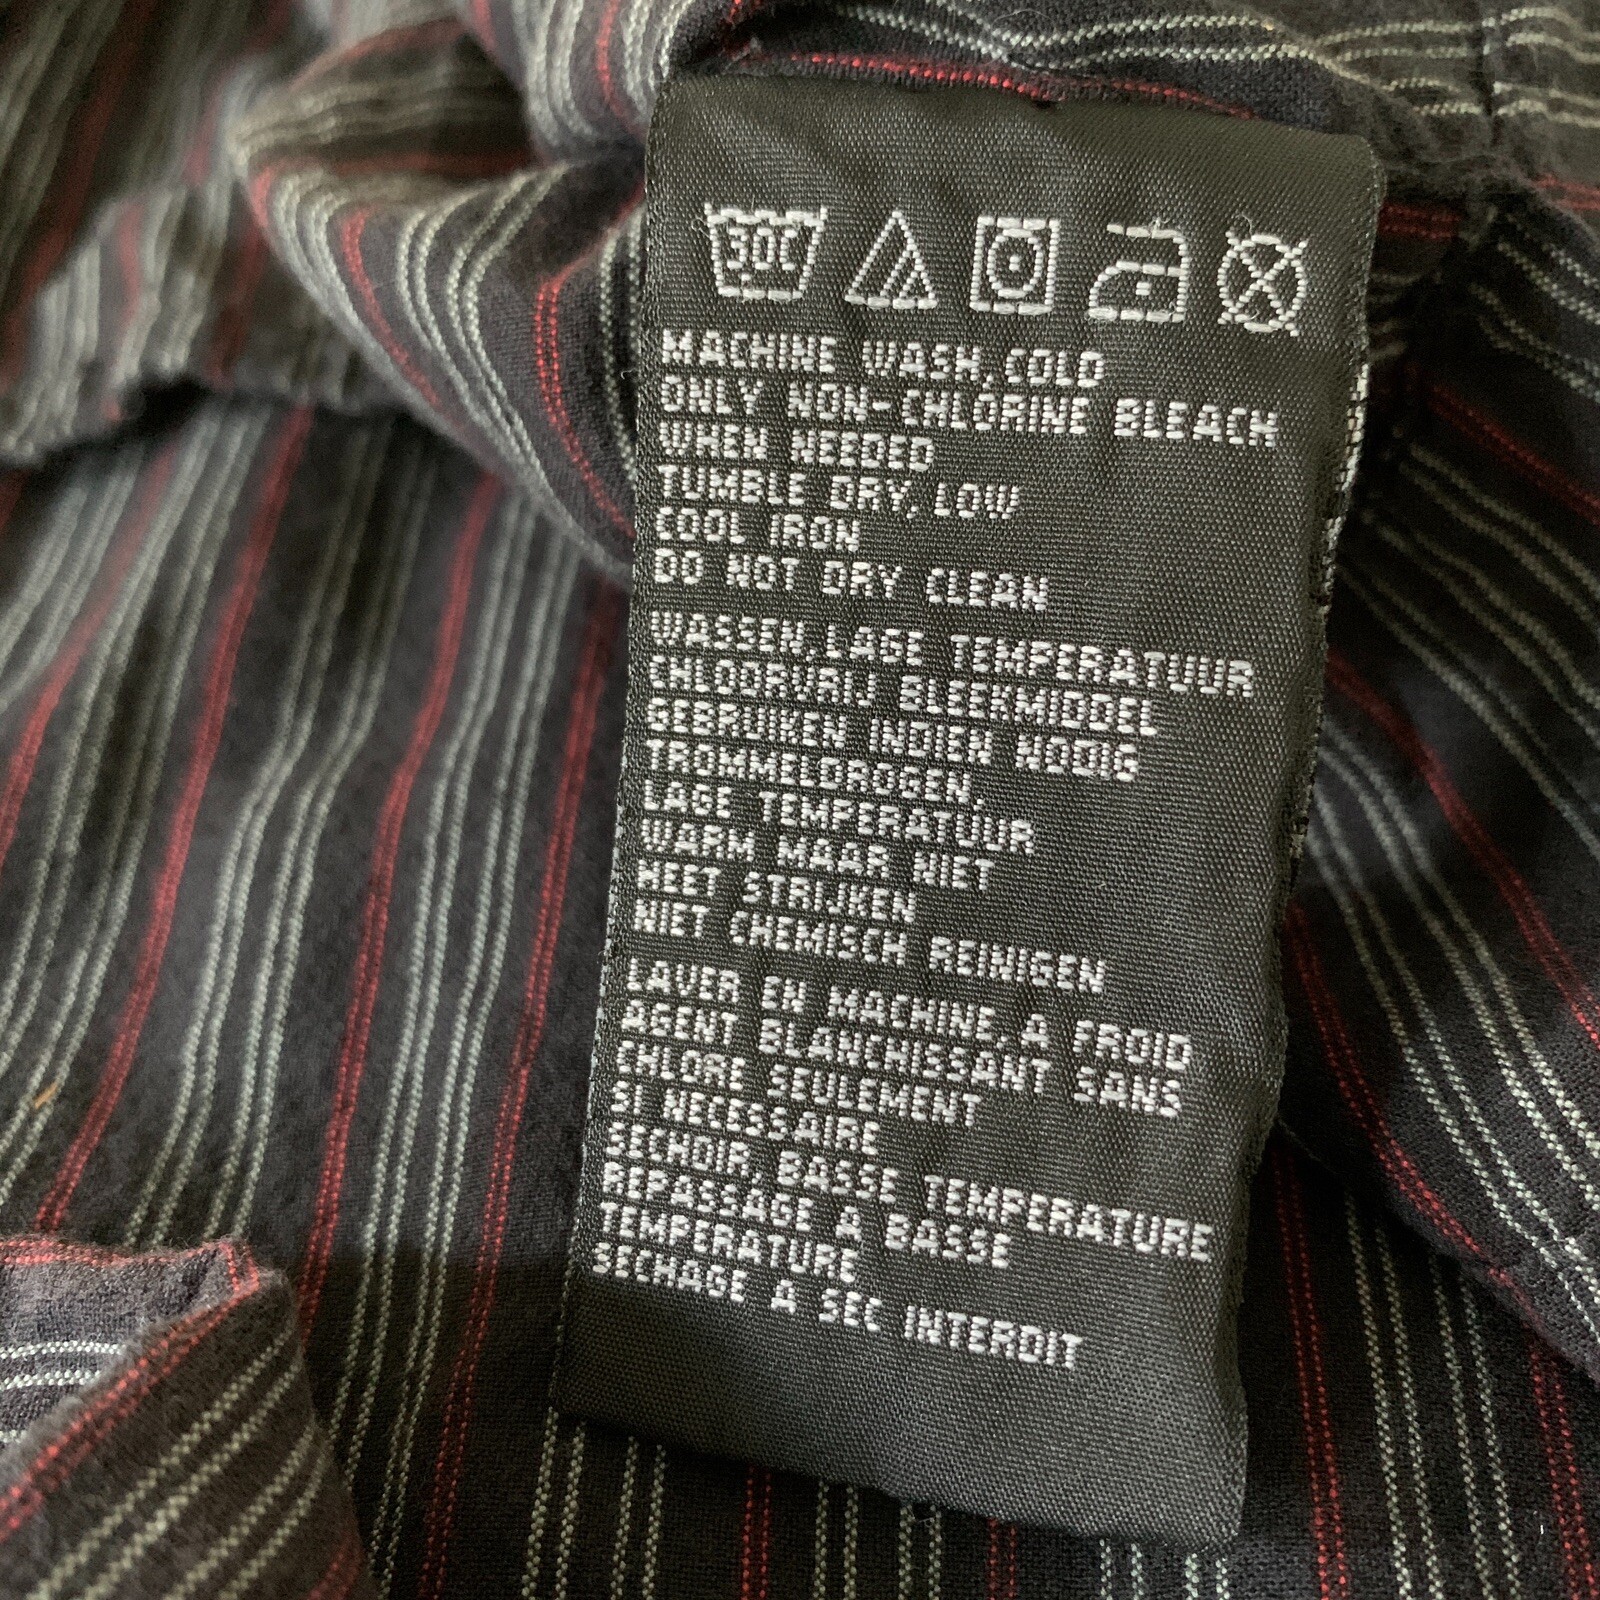 30C
MACHINE WASH, COLD
ONLY NON-CHLORINE BLEACH
WHEN NEEDED
TUMBLE DRY, LOW
COOL IRON
DO NOT DRY CLEAN
WASSEN, LAGE TEMPERATUUR
CHLOORVRIJ BLEEKMIDDEL
GEBRUIKEN INDIEN NODIG
TROMMELDROGEN,
LAGE TEMPERATUUR
WARM MAAR NIET
HEET STRIJKEN
NIET CHEMISCH REINIGEN
LAVER EN MACHINE, A FROID
AGENT BLANCHISSANT SANS
CHLORE SEULEMENT
SI NECESSAIRE
SECHOIR, BASSE TEMPERATURE
REPASSAGE A BASSE
TEMPERATURE
SECHAGE A SEC INTERDIT